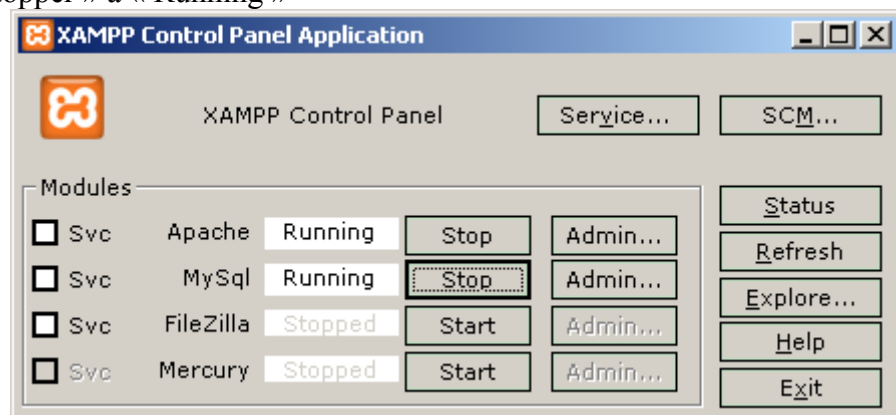 » à « Running »
XAMPP Control Panel Application
XAMPP Control Panel Service... SCM...
Modules
Svc Apache Running Stop Admin...
Svc MySql Running Stop Admin...
Svc FileZilla Stopped Start Admin...
Svc Mercury Stopped Start Admin...
Status
Refresh
Explore...
Help
Exit